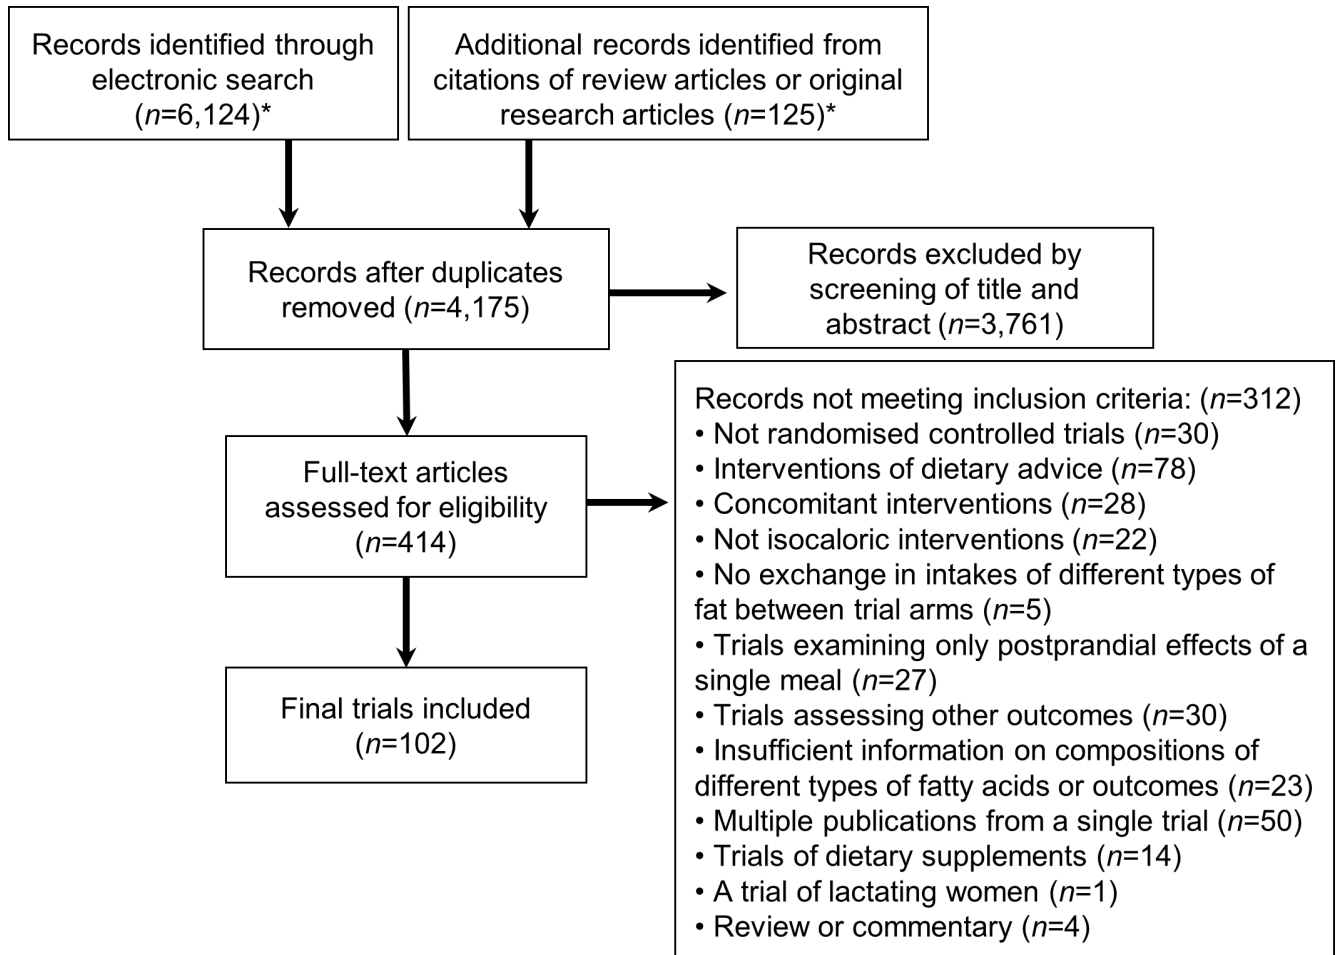 Records identified through
electronic search
(n=6,124)*
Additional records identified from
citations of review articles or original
research articles (n=125)*
Records after duplicates
removed (n=4,175)
Records excluded by
screening of title and
abstract (n=3,761)
Full-text articles
assessed for eligibility
(n=414)
Records not meeting inclusion criteria: (n=312)
• Not randomised controlled trials (n=30)
• Interventions of dietary advice (n=78)
• Concomitant interventions (n=28)
• Not isocaloric interventions (n=22)
• No exchange in intakes of different types of
fat between trial arms (n=5)
• Trials examining only postprandial effects of a
single meal (n=27)
• Trials assessing other outcomes (n=30)
• Insufficient information on compositions of
different types of fatty acids or outcomes (n=23)
• Multiple publications from a single trial (n=50)
• Trials of dietary supplements (n=14)
• A trial of lactating women (n=1)
• Review or commentary (n=4)
Final trials included
(n=102)